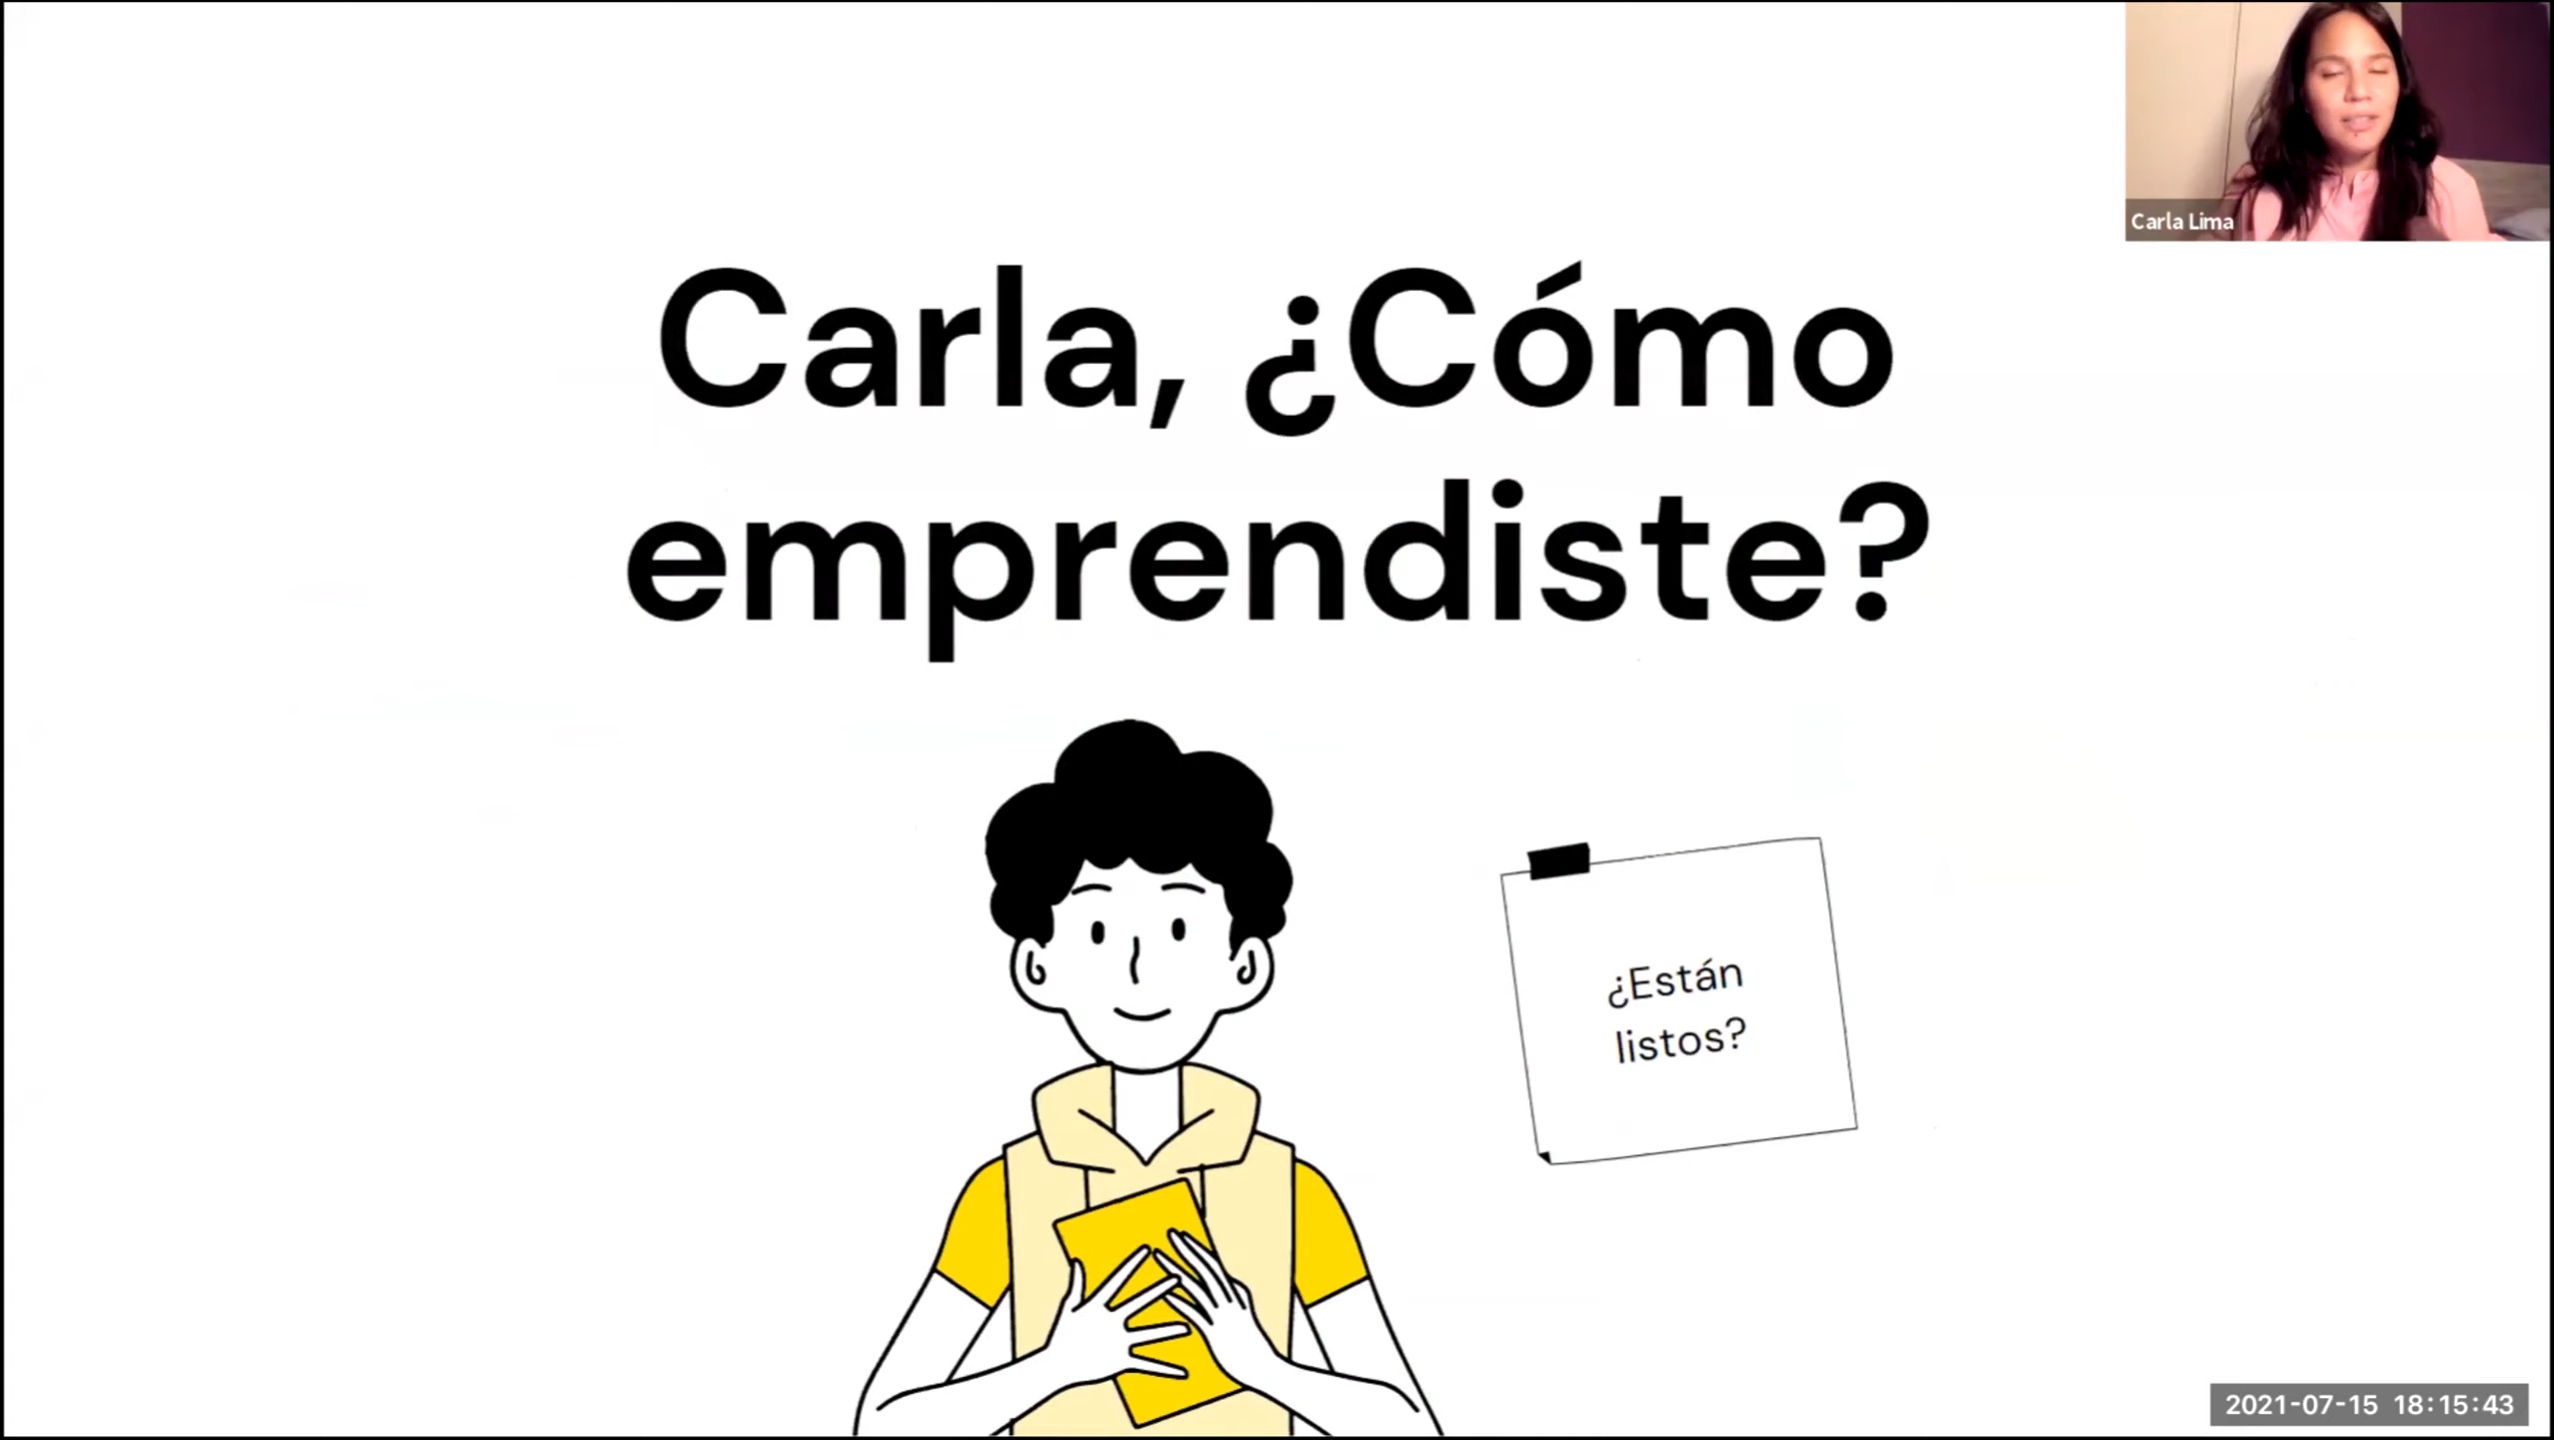 Carla Lima
Carla, ¿Cómo
emprendiste?
¿Están
listos?
2021-07-15 18:15:43